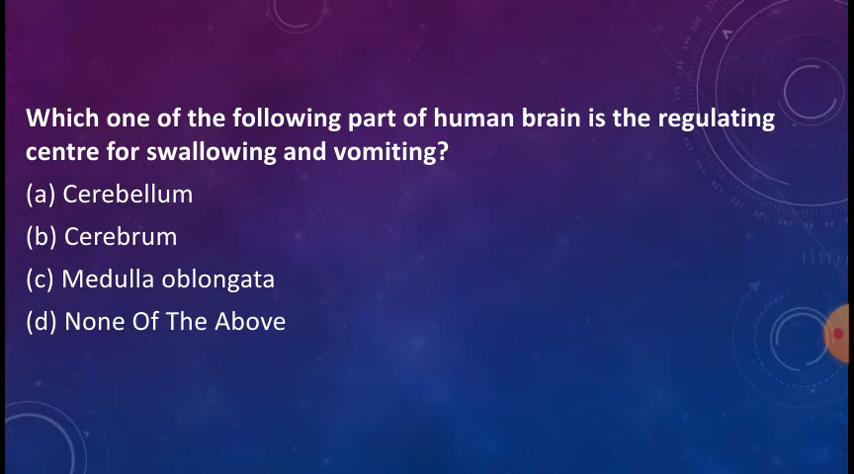 Which one of the following part of human brain is the regulating
centre for swallowing and vomiting?
(a) Cerebellum
(b) Cerebrum
(c) Medulla oblongata
(d) None Of The Above